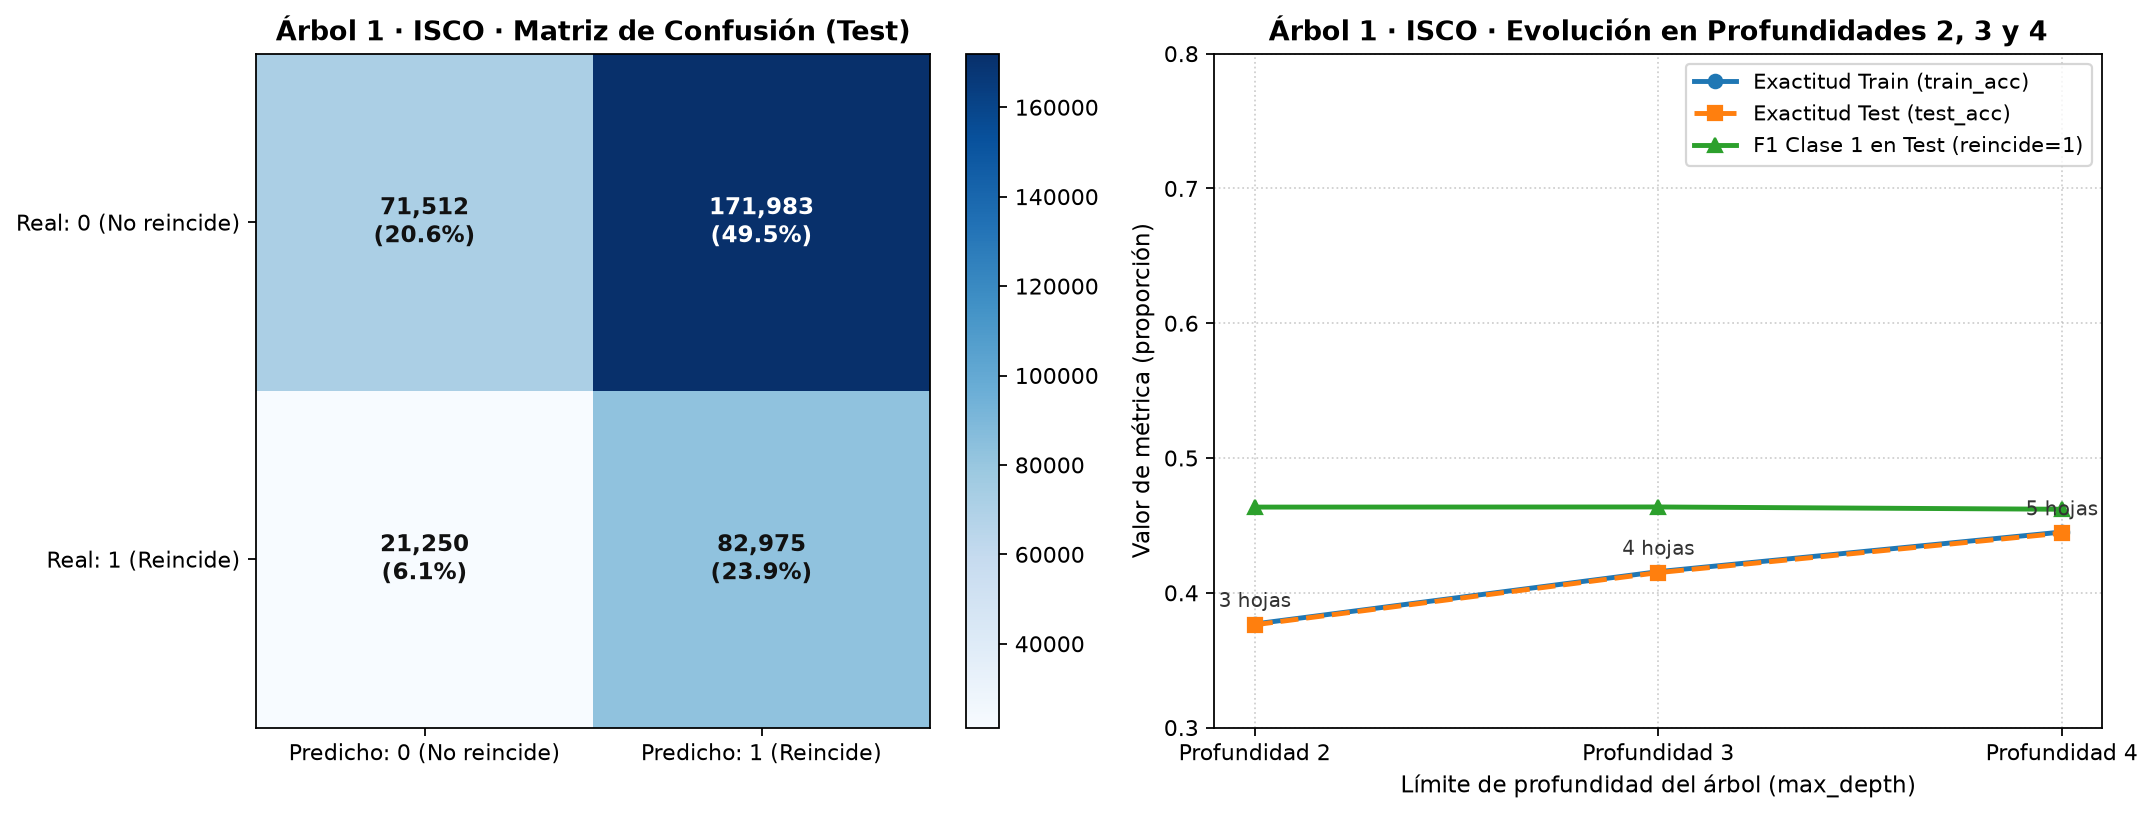 Árbol 1 · ISCO · Matriz de Confusión (Test)
Real: 0 (No reincide)
Real: 1 (Reincide)
71,512
(20.6%)
171,983
(49.5%)
21,250
(6.1%)
82,975
(23.9%)
Predicho: 0 (No reincide)
Predicho: 1 (Reincide)
160000
140000
120000
100000
80000
60000
40000
Árbol 1 · ISCO · Evolución en Profundidades 2, 3 y 4
Exactitud Train (train_acc)
Exactitud Test (test_acc)
F1 Clase 1 en Test (reincide=1)
Valor de métrica (proporción)
0.8
0.7
0.6
0.5
0.4
0.3
3 hojas
4 hojas
5 hojas
Profundidad 2
Profundidad 3
Profundidad 4
Límite de profundidad del árbol (max_depth)